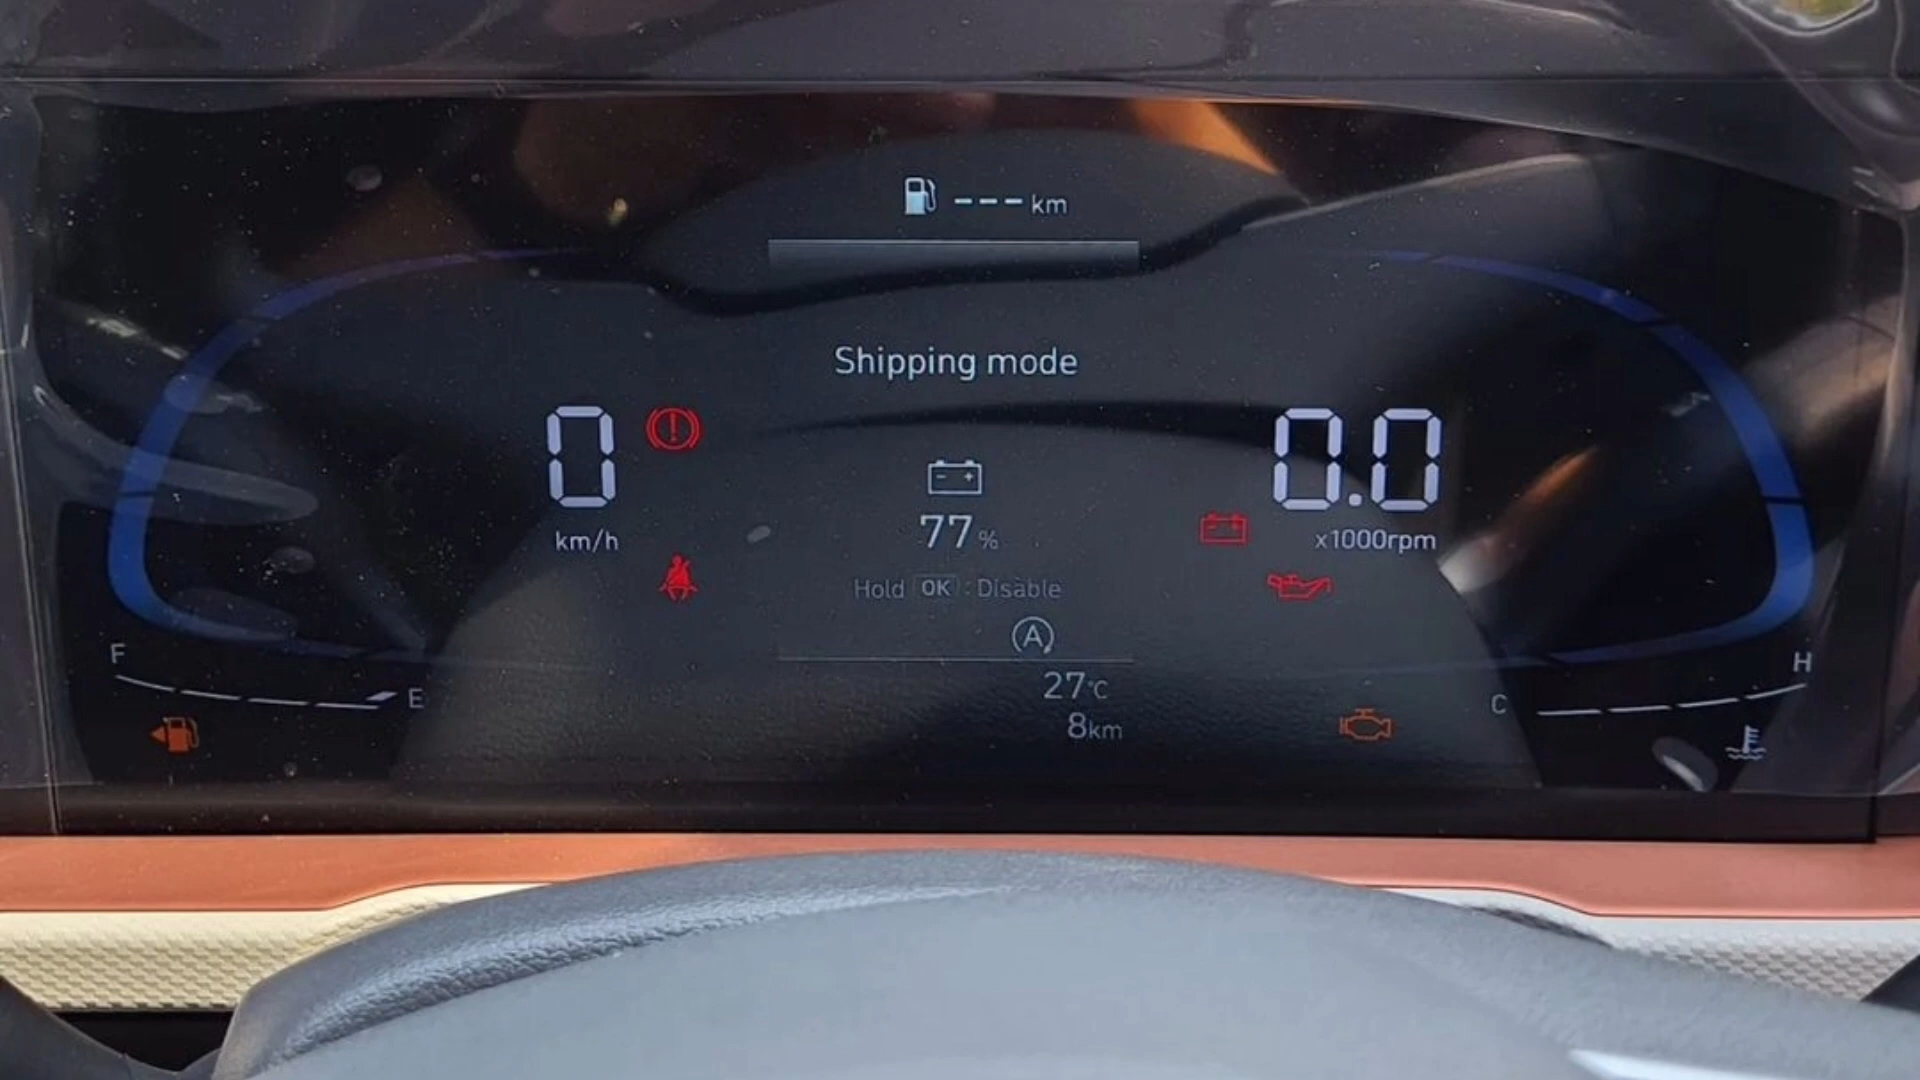 --- km
Shipping mode
0
km/h
77 %
0.0
x1000rpm
Hold OK : Disable
A
F
E
27°C
8km
C
H